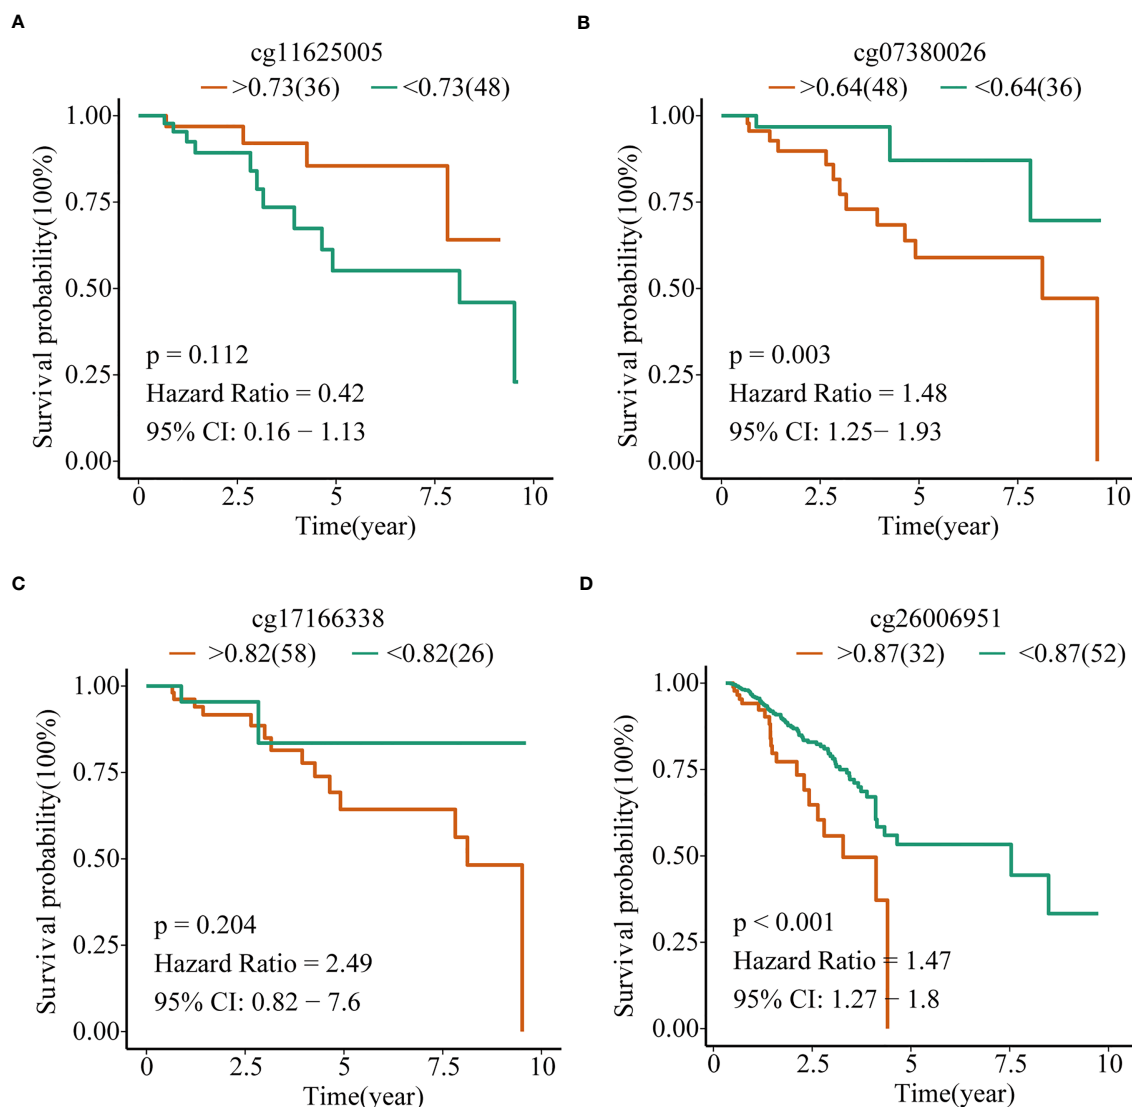 A
cg11625005
>0.73(36) <0.73(48)
Survival probability(100%)
1.00
0.75
0.50
0.25
0.00
p = 0.112
Hazard Ratio = 0.42
95% CI: 0.16 − 1.13
0 2.5 5 7.5 10
Time(year)
B
cg07380026
>0.64(48) <0.64(36)
Survival probability(100%)
1.00
0.75
0.50
0.25
0.00
p = 0.003
Hazard Ratio = 1.48
95% CI: 1.25− 1.93
0 2.5 5 7.5 10
Time(year)
C
cg17166338
>0.82(58) <0.82(26)
Survival probability(100%)
1.00
0.75
0.50
0.25
0.00
p = 0.204
Hazard Ratio = 2.49
95% CI: 0.82 − 7.6
0 2.5 5 7.5 10
Time(year)
D
cg26006951
>0.87(32) <0.87(52)
Survival probability(100%)
1.00
0.75
0.50
0.25
0.00
p < 0.001
Hazard Ratio = 1.47
95% CI: 1.27 − 1.8
0 2.5 5 7.5 10
Time(year)